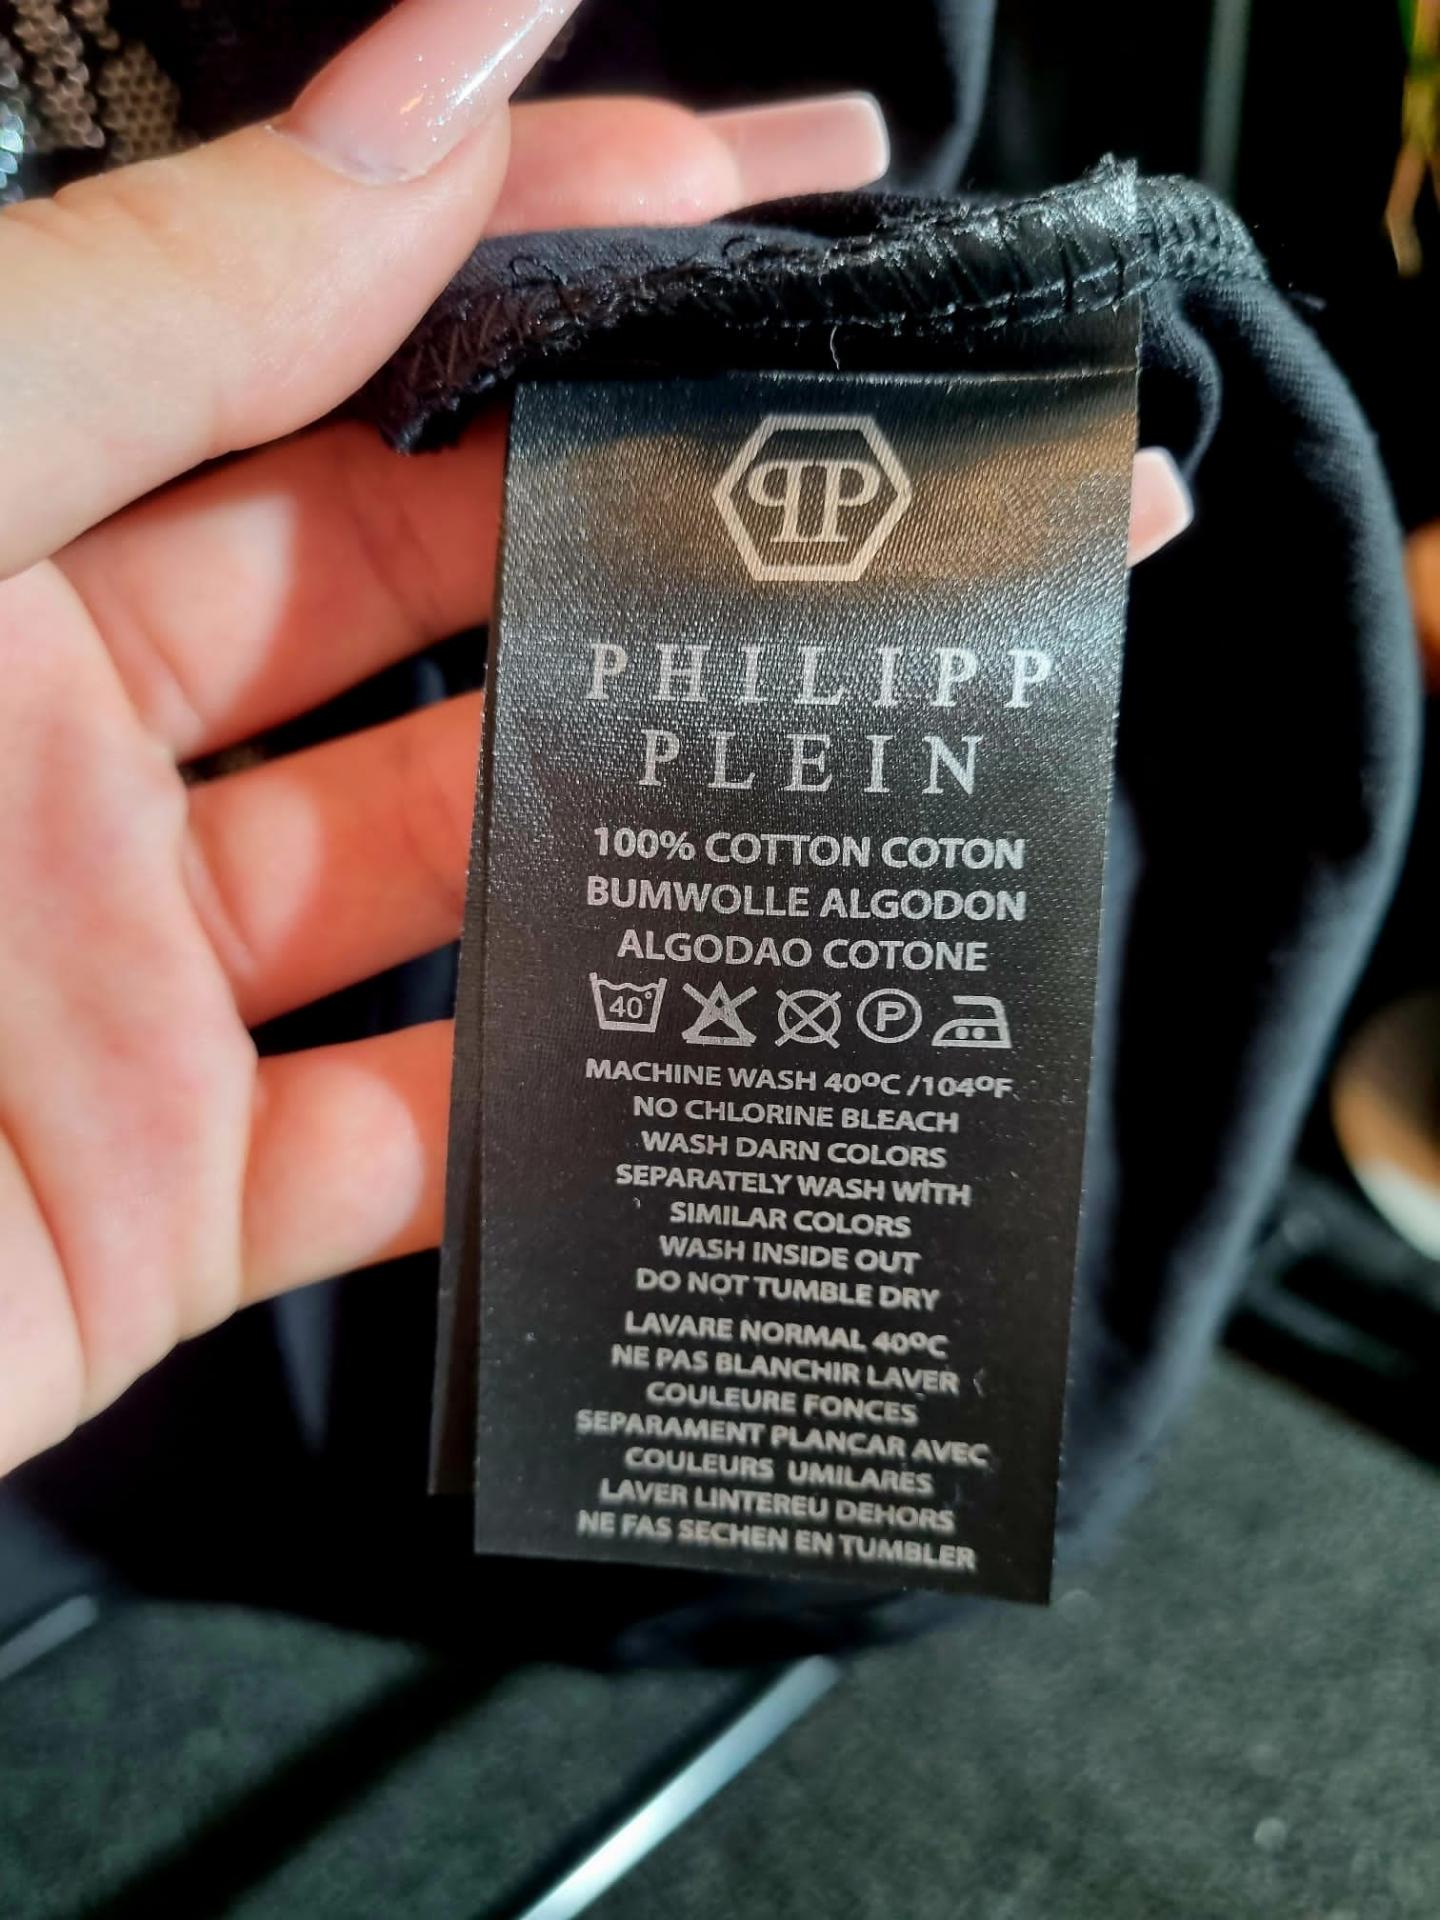 PP
PHILIPP
PLEIN
100% COTTON COTON
BUMWOLLE ALGODON
ALGODAO COTONE
40° P
MACHINE WASH 40ºC /104ºF
NO CHLORINE BLEACH
WASH DARN COLORS
SEPARATELY WASH WITH
SIMILAR COLORS
WASH INSIDE OUT
DO NOT TUMBLE DRY
LAVARE NORMAL 40ºC
NE PAS BLANCHIR LAVER
COULEURE FONCES
SEPARAMENT PLANCAR AVEC
COULEURS UMILARES
LAVER LINTEREU DEHORS
NE FAS SECHEN EN TUMBLER